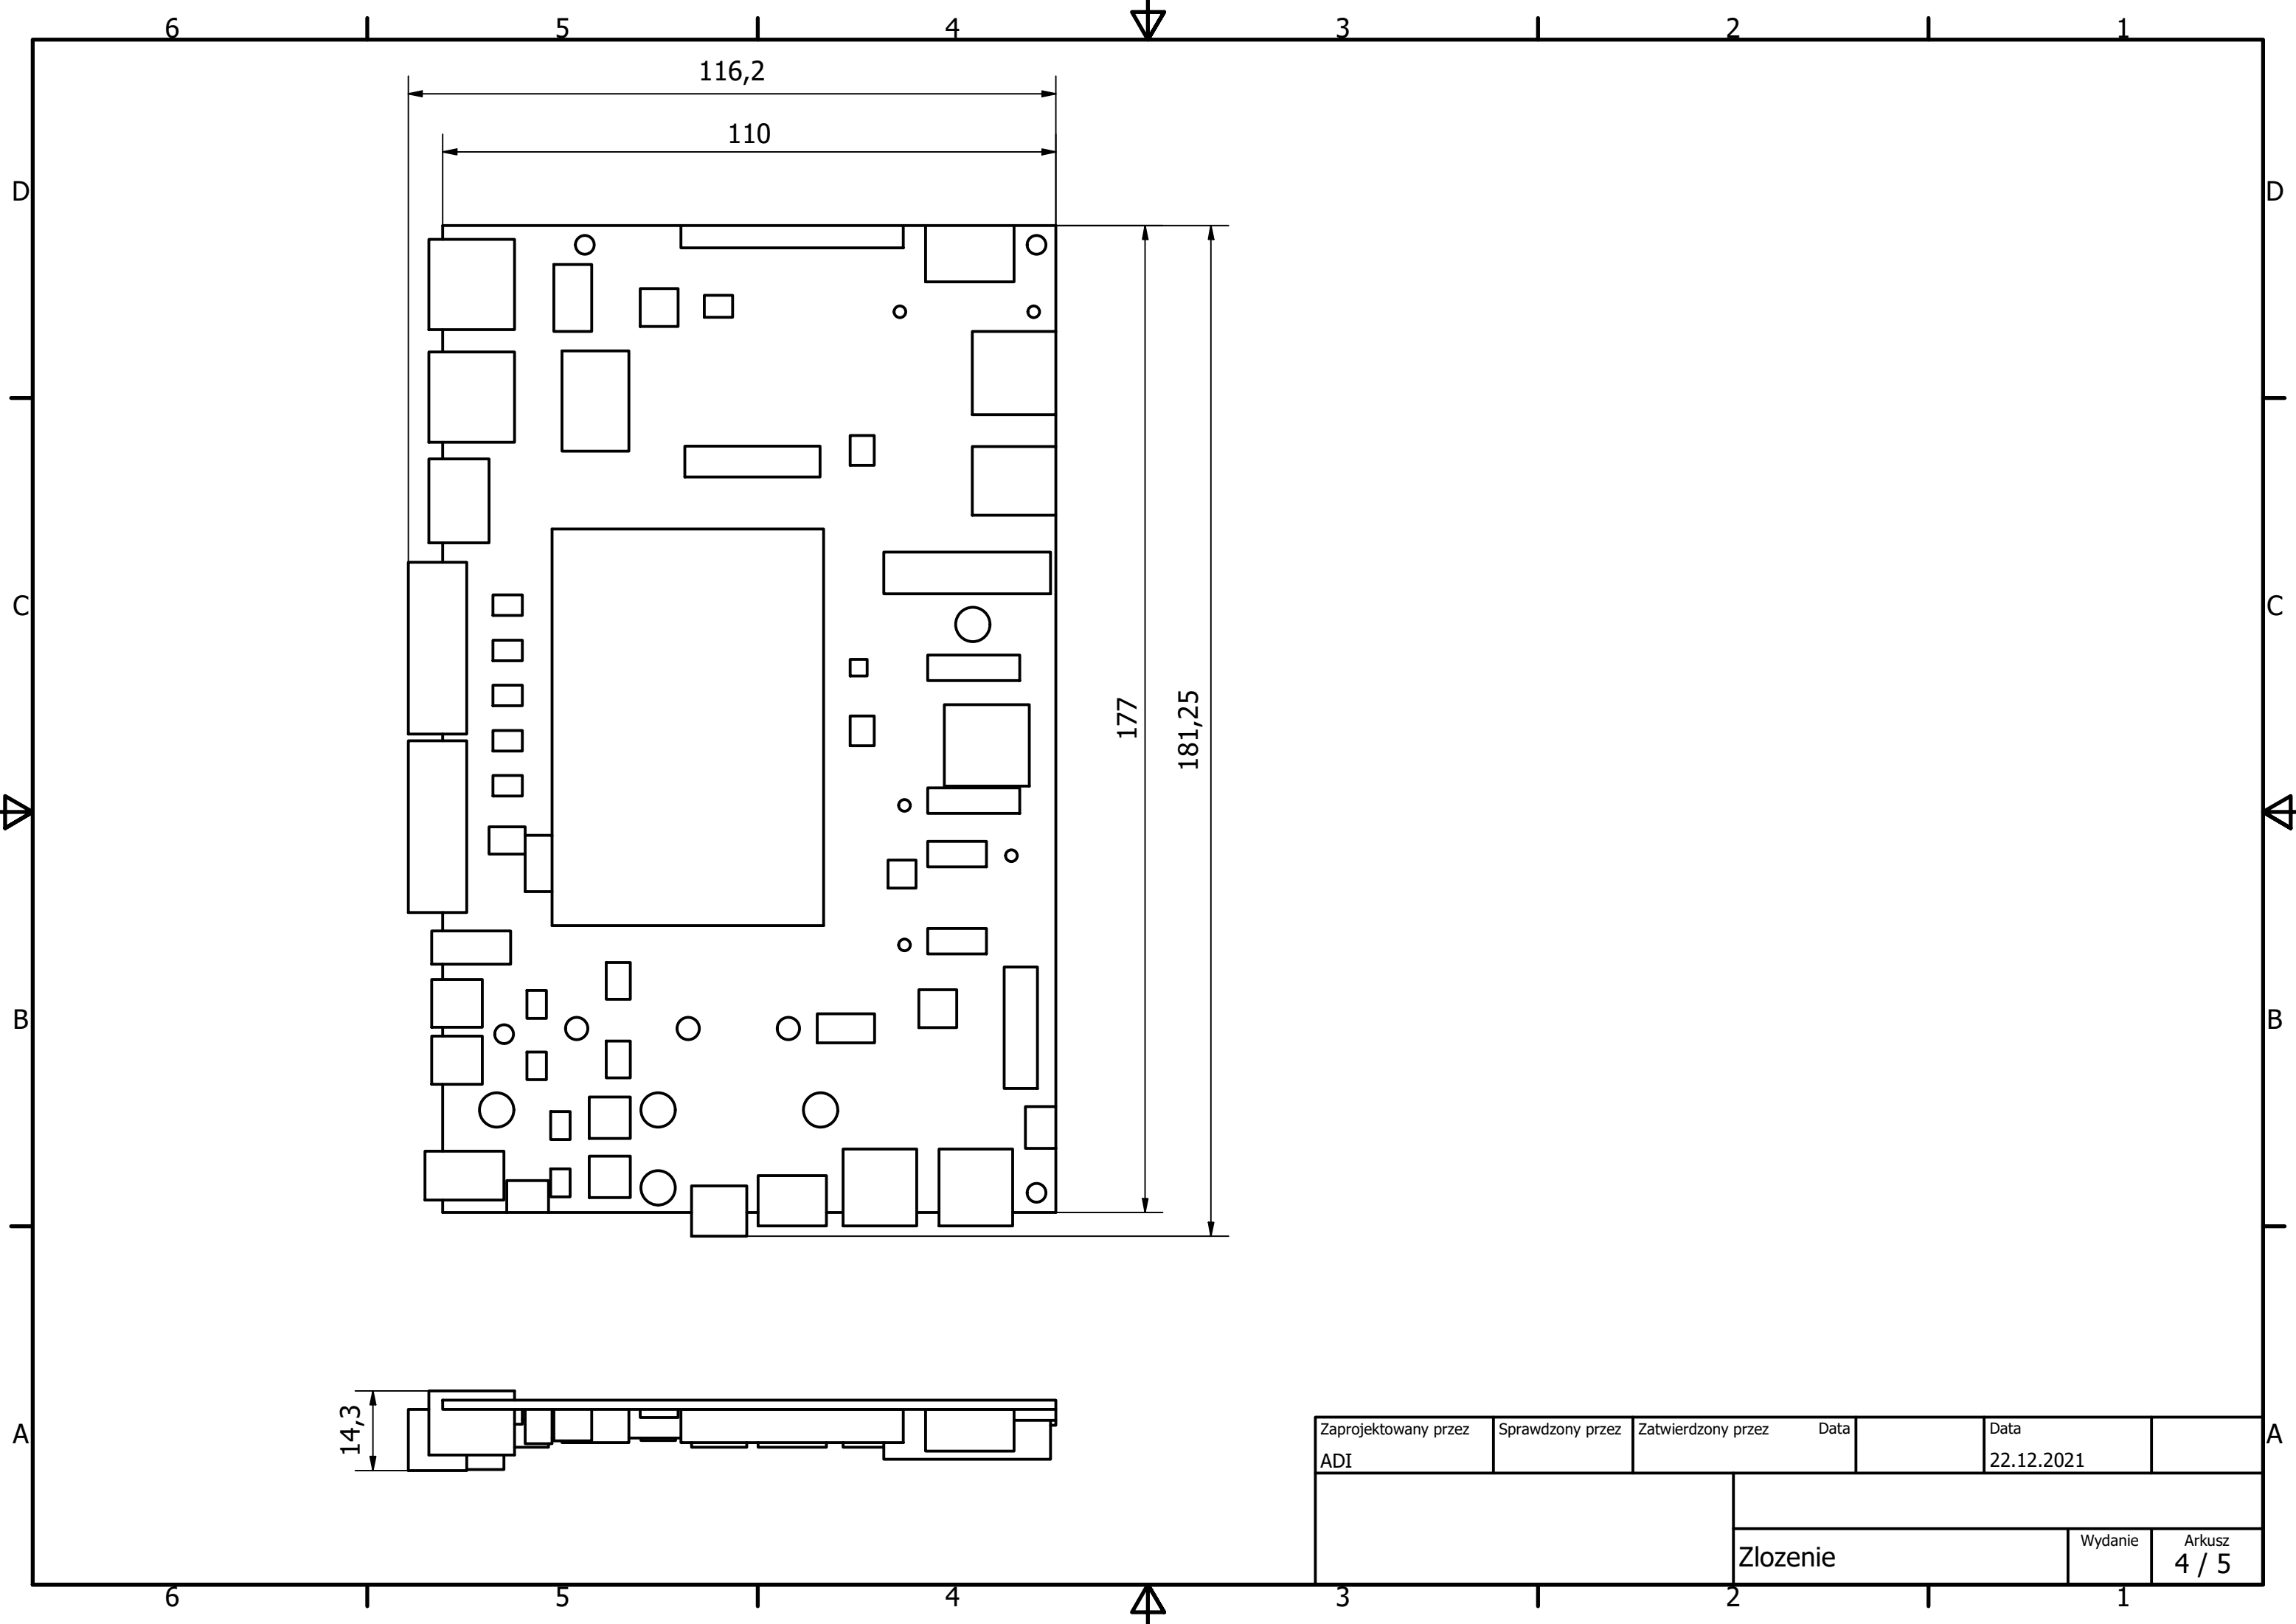 6 5 4 3 2 1
116,2
110
D D
C C
177
181,25
B B
14,3
A A
Zaprojektowany przez Sprawdzony przez Zatwierdzony przez Data Data
ADI 22.12.2021
Wydanie Arkusz
Zlozenie 4 / 5
6 5 4 3 2 1